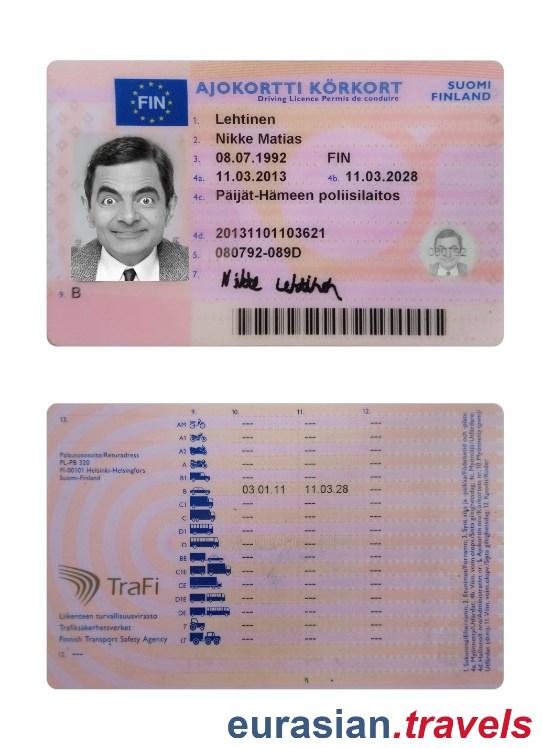 FIN
AJOKORTTI KÖRKORT
Driving Licence Permis de conduire
SUOMI
FINLAND
1. Lehtinen
2. Nikke Matias
3. 08.07.1992 FIN
4a. 11.03.2013 4b. 11.03.2028
4c. Päijät-Hämeen poliisilaitos
4d. 20131101103621
5. 080792-089D
7. Nikke Lehtinen
9. B
13.
9. 10. 11. 12.
Palautusosoite/Returadress
PL-PB 320
FI-00101 Helsinki-Helsingfors
Suomi-Finland
AM --- --- ---
A1 --- --- ---
A2 --- --- ---
A --- --- ---
B1 --- --- ---
B 03.01.11 11.03.28 ---
C1 --- --- ---
C --- --- ---
D1 --- --- ---
D --- --- ---
BE --- --- ---
C1E --- --- ---
CE --- --- ---
D1E --- --- ---
DE --- --- ---
T --- --- ---
LT --- --- ---
TraFi
Liikenteen turvallisuusvirasto
Trafiksäkerhetsverket
Finnish Transport Safety Agency
12. ---
eurasian.travels